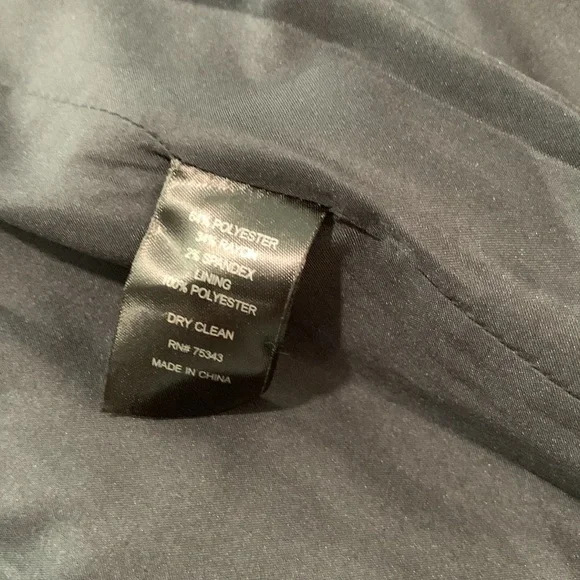 64% POLYESTER
34% RAYON
2% SPANDEX
LINING
100% POLYESTER
DRY CLEAN
RN# 75343
MADE IN CHINA